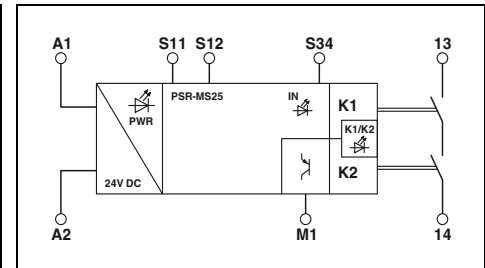 A1 S11 S12 S34 13
PSR-MS25 IN K1
PWR K1/K2
24V DC K2
A2 M1 14